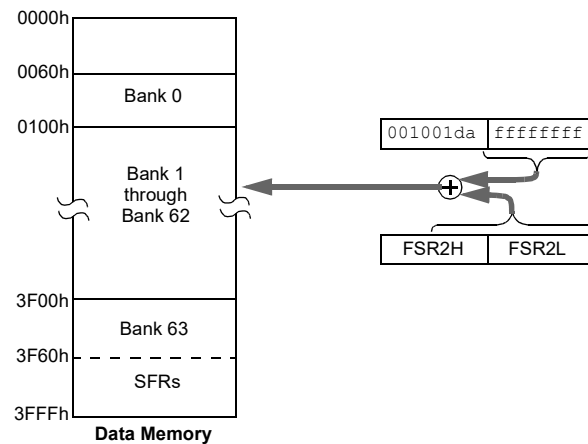 0000h
0060h
Bank 0
0100h
001001da ffffffff
Bank 1
through
Bank 62
FSR2H FSR2L
3F00h
Bank 63
3F60h
SFRs
3FFFh
Data Memory